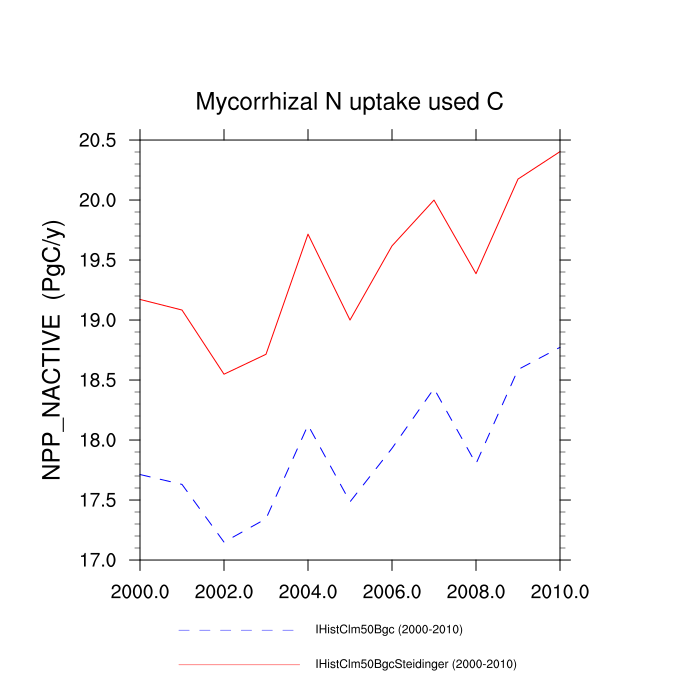 Mycorrhizal N uptake used C
NPP_NACTIVE (PgC/y)
20.5
20.0
19.5
19.0
18.5
18.0
17.5
17.0
2000.0 2002.0 2004.0 2006.0 2008.0 2010.0
IHistClm50Bgc (2000-2010)
IHistClm50BgcSteidinger (2000-2010)